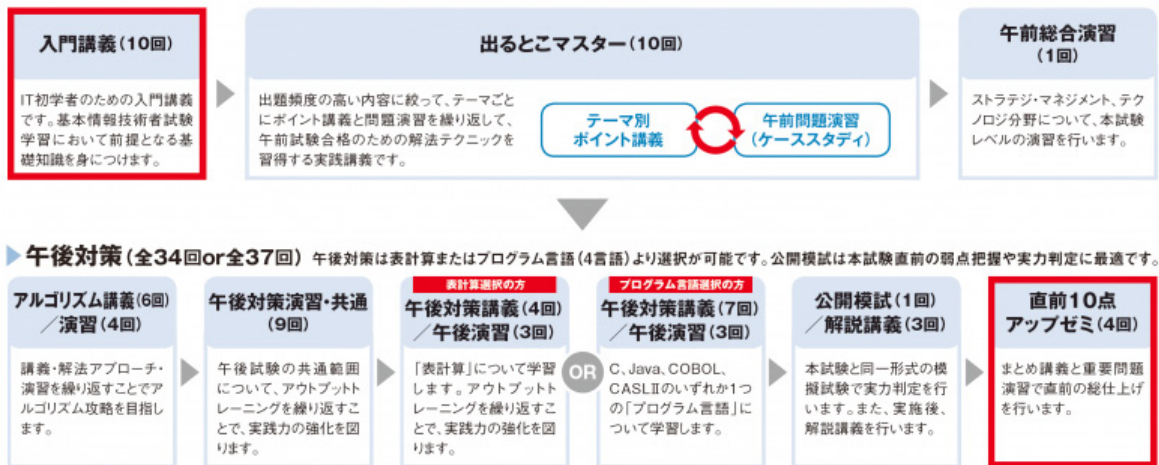 入門講義(10回)
IT初学者のための入門講義
です。基本情報技術者試験
学習において前提となる基
礎知識を身につけます。
出るとこマスター(10回)
出題頻度の高い内容に絞って、テーマごと
にポイント講義と問題演習を繰り返して、
午前試験合格のための解法テクニックを
習得する実践講義です。
テーマ別
ポイント講義
午前問題演習
(ケーススタディ)
午前総合演習
(1回)
ストラテジ・マネジメント、テク
ノロジ分野について、本試験
レベルの演習を行います。
午後対策(全34回or全37回) 午後対策は表計算またはプログラム言語(4言語)より選択が可能です。公開模試は本試験直前の弱点把握や実力判定に最適です。
アルゴリズム講義(6回)
/演習(4回)
講義・解法アプローチ・
演習を繰り返すことでア
ルゴリズム攻略を目指し
ます。
午後対策演習・共通
(9回)
午後試験の共通範囲
について、アウトプットト
レーニングを繰り返すこ
とで、実践力の強化を図
ります。
表計算選択の方
午後対策講義(4回)
/午後演習(3回)
「表計算」について学習
します。アウトプットト
レーニングを繰り返すこ
とで、実践力の強化を図
ります。
OR
プログラム言語選択の方
午後対策講義(7回)
/午後演習(3回)
C、Java、COBOL、
CASLIIのいずれか1つ
の「プログラム言語」に
ついて学習します。
公開模試(1回)
/解説講義(3回)
本試験と同一形式の模
擬試験で実力判定を行
います。また、実施後、
解説講義を行います。
直前10点
アップゼミ(4回)
まとめ講義と重要問題
演習で直前の総仕上げ
を行います。